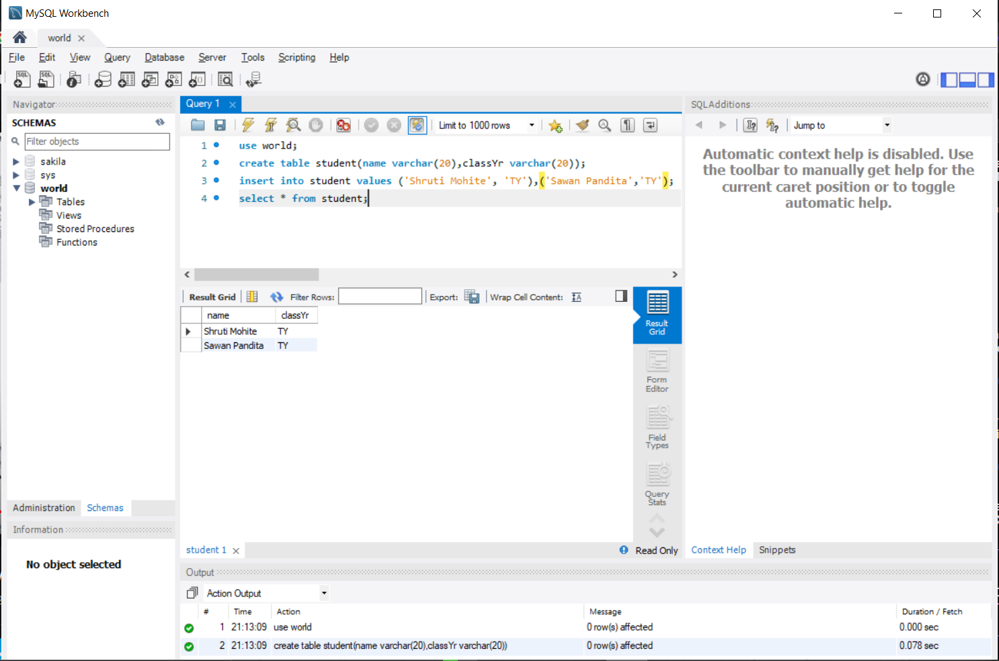 MySQL Workbench
world
File Edit View Query Database Server Tools Scripting Help
Navigator
SCHEMAS
Filter objects
sakila
sys
world
Tables
Views
Stored Procedures
Functions
Administration Schemas
Information
No object selected
Query 1
Limit to 1000 rows
1 use world;
2 create table student(name varchar(20),classYr varchar(20));
3 insert into student values ('Shruti Mohite', 'TY'),('Sawan Pandita','TY');
4 select * from student;
Result Grid Filter Rows: Export: Wrap Cell Content:
name classYr
Shruti Mohite TY
Sawan Pandita TY
Result
Grid
Form
Editor
Field
Types
Query
Stats
student 1 Read Only
SQLAdditions
Jump to
Automatic context help is disabled. Use
the toolbar to manually get help for the
current caret position or to toggle
automatic help.
Context Help Snippets
Output
Action Output
# Time Action Message Duration / Fetch
1 21:13:09 use world 0 row(s) affected 0.000 sec
2 21:13:09 create table student(name varchar(20),classYr varchar(20)) 0 row(s) affected 0.078 sec